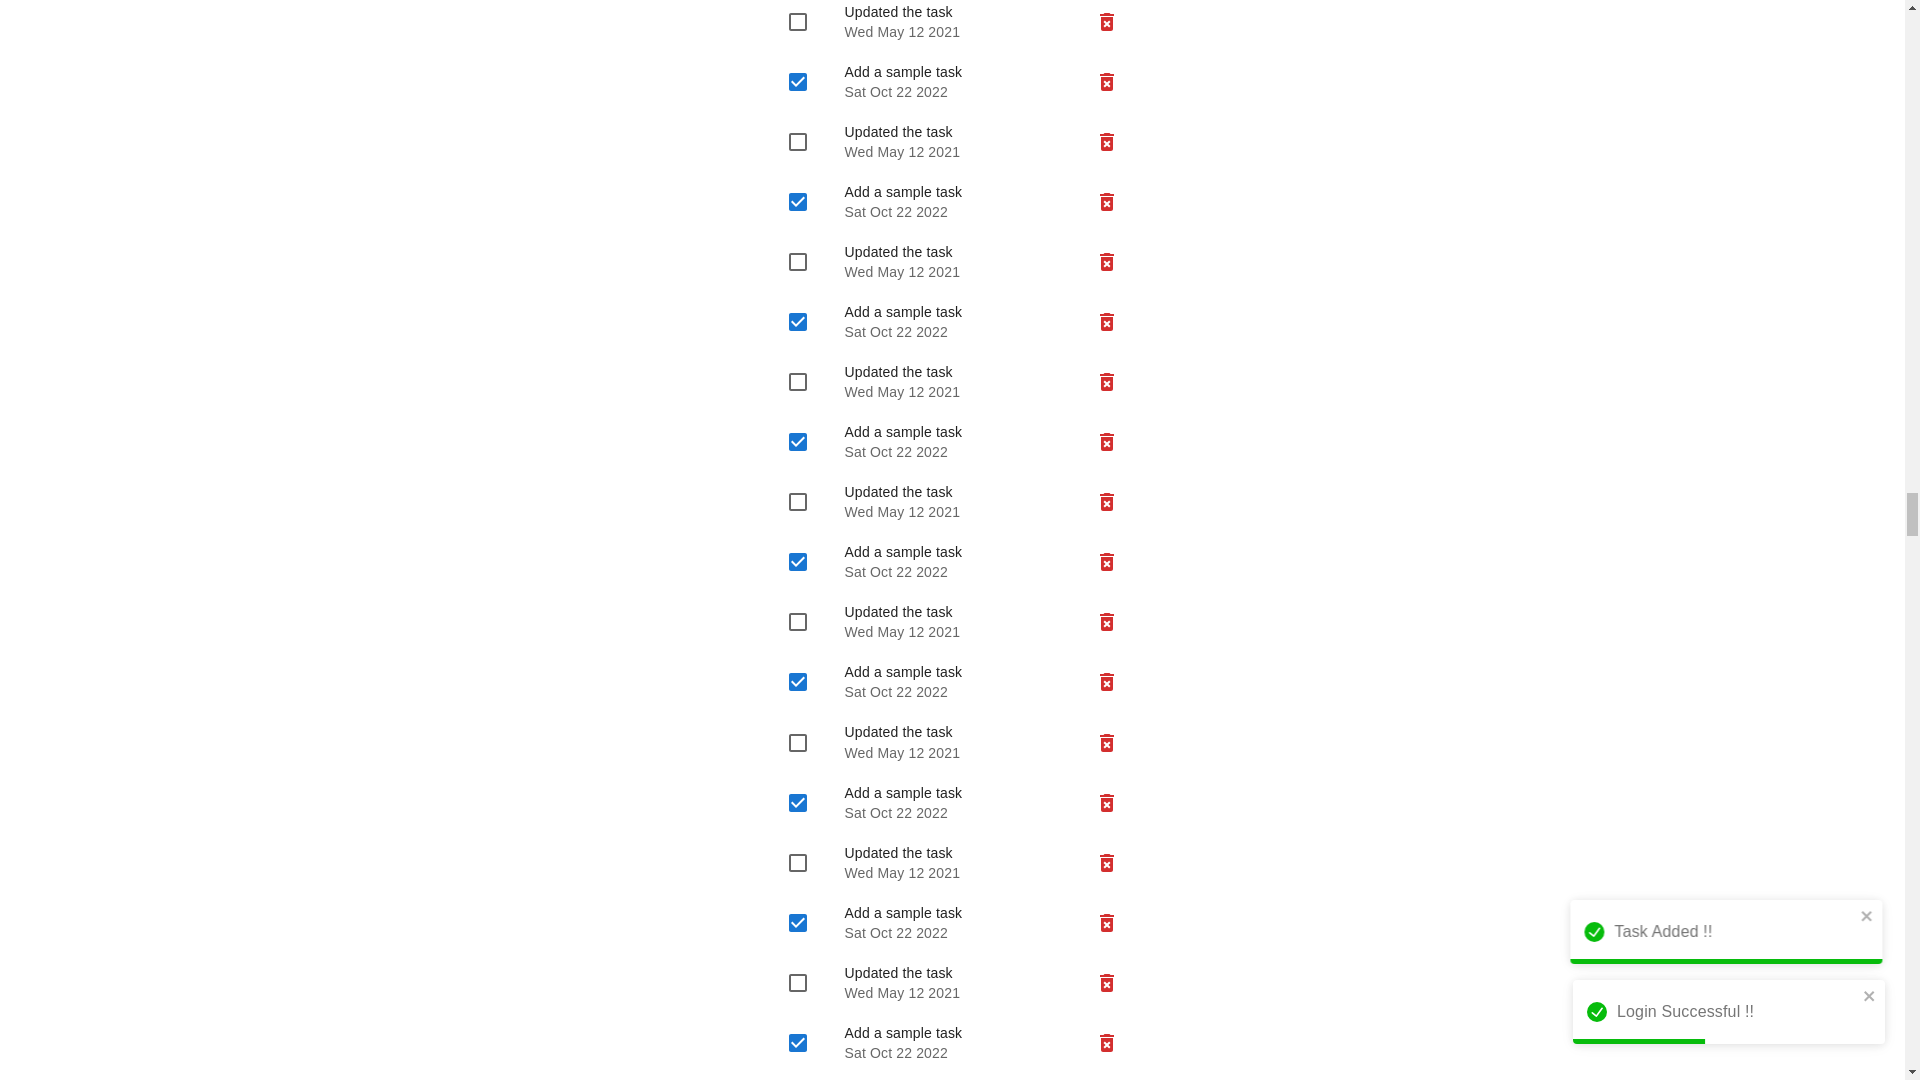 Updated the task
Wed May 12 2021
Add a sample task
Sat Oct 22 2022
Updated the task
Wed May 12 2021
Add a sample task
Sat Oct 22 2022
Updated the task
Wed May 12 2021
Add a sample task
Sat Oct 22 2022
Updated the task
Wed May 12 2021
Add a sample task
Sat Oct 22 2022
Updated the task
Wed May 12 2021
Add a sample task
Sat Oct 22 2022
Updated the task
Wed May 12 2021
Add a sample task
Sat Oct 22 2022
Updated the task
Wed May 12 2021
Add a sample task
Sat Oct 22 2022
Updated the task
Wed May 12 2021
Add a sample task
Sat Oct 22 2022
Updated the task
Wed May 12 2021
Add a sample task
Sat Oct 22 2022
Task Added !!
Login Successful !!